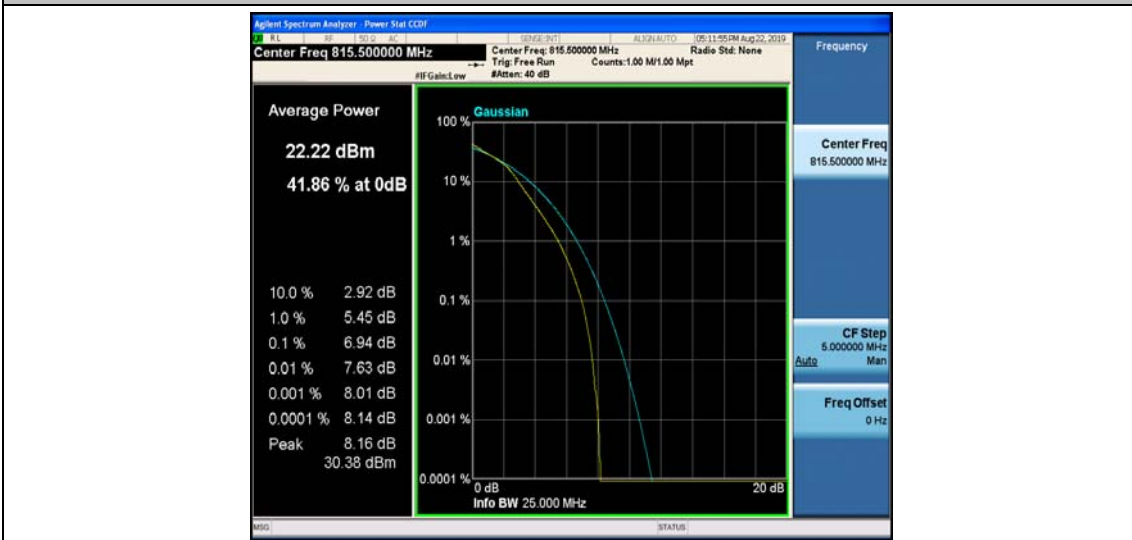 Agilent Spectrum Analyzer - Power Stat CCDF
RL RF 50 Ω AC SENSE:INT ALIGNAUTO 05:11:55 PM Aug 22, 2019
Center Freq 815.500000 MHz
Center Freq: 815.500000 MHz Radio Std: None
Trig: Free Run Counts:1.00 M/1.00 Mpt
#IFGain:Low #Atten: 40 dB
Frequency
Average Power
22.22 dBm
41.86 % at 0dB
10.0 % 2.92 dB
1.0 % 5.45 dB
0.1 % 6.94 dB
0.01 % 7.63 dB
0.001 % 8.01 dB
0.0001 % 8.14 dB
Peak 8.16 dB
30.38 dBm
Gaussian
100 %
10 %
1 %
0.1 %
0.01 %
0.001 %
0.0001 %
0 dB 20 dB
Info BW 25.000 MHz
Center Freq
815.500000 MHz
CF Step
5.000000 MHz
Auto Man
Freq Offset
0 Hz
MSG STATUS